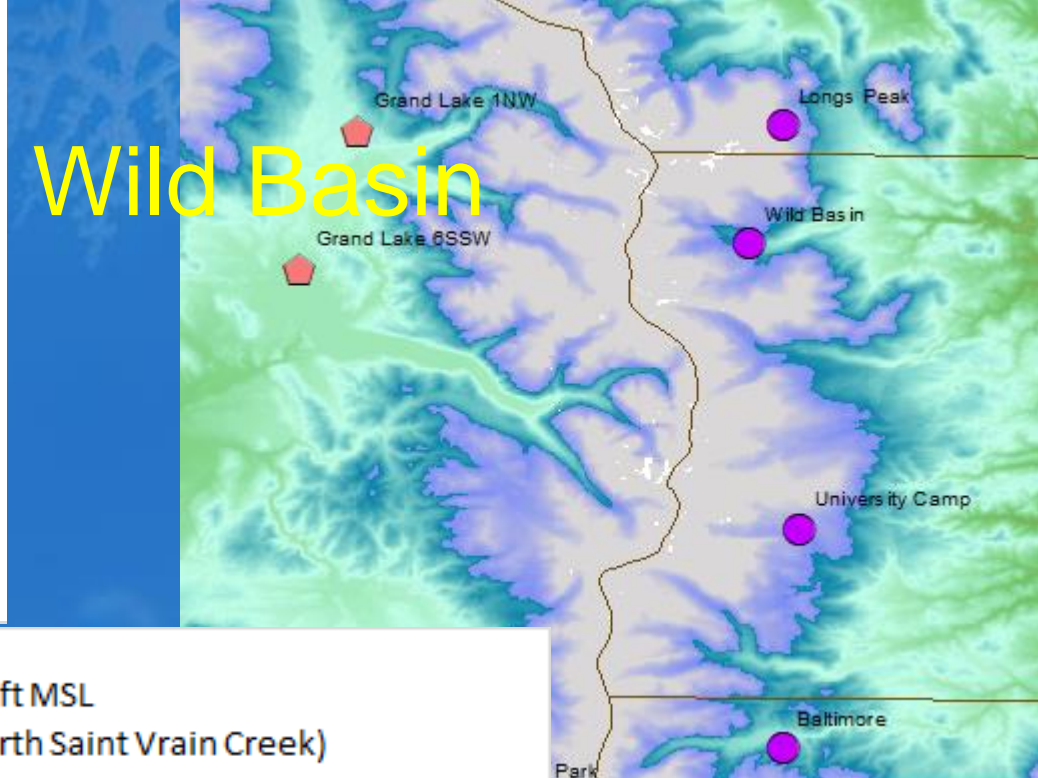 Grand Lake 1NW
Longs Peak
Wild Basin
Wild Basin
Grand Lake 6SSW
University Camp
ft MSL
rth Saint Vrain Creek)
Baltimore
Park